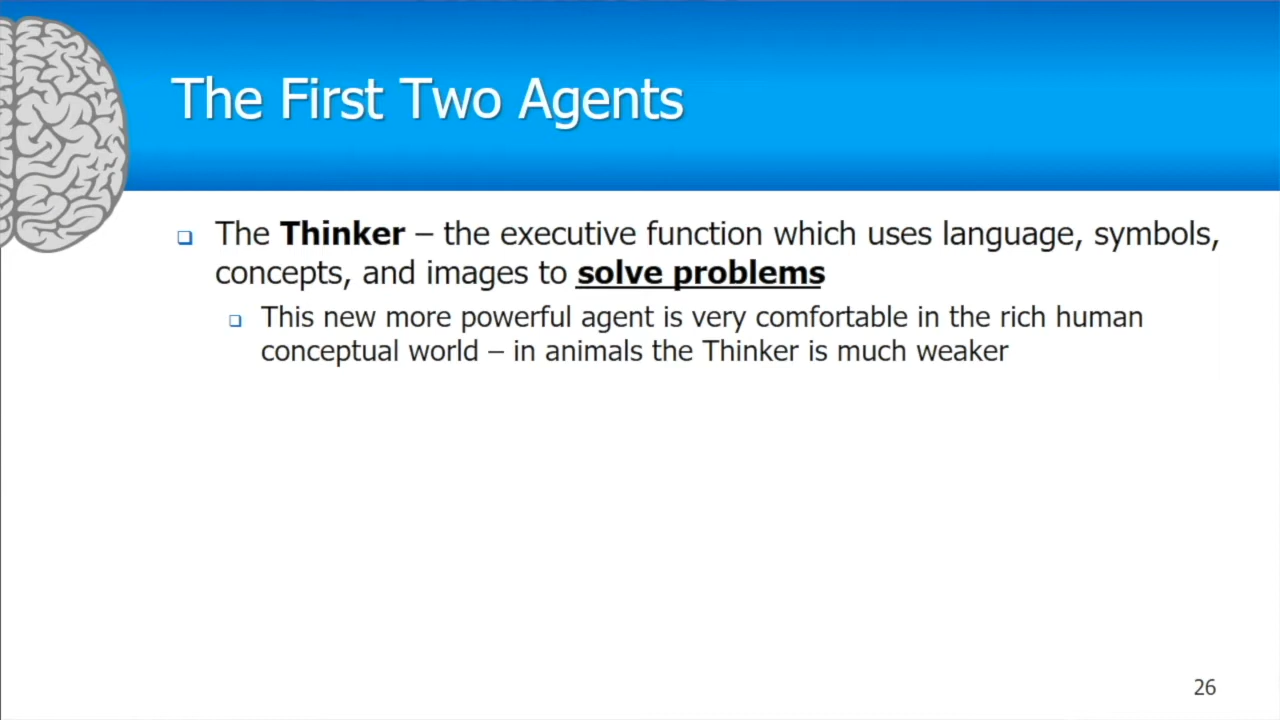 The First Two Agents
❑ The Thinker – the executive function which uses language, symbols,
concepts, and images to solve problems
❑ This new more powerful agent is very comfortable in the rich human
conceptual world – in animals the Thinker is much weaker
26